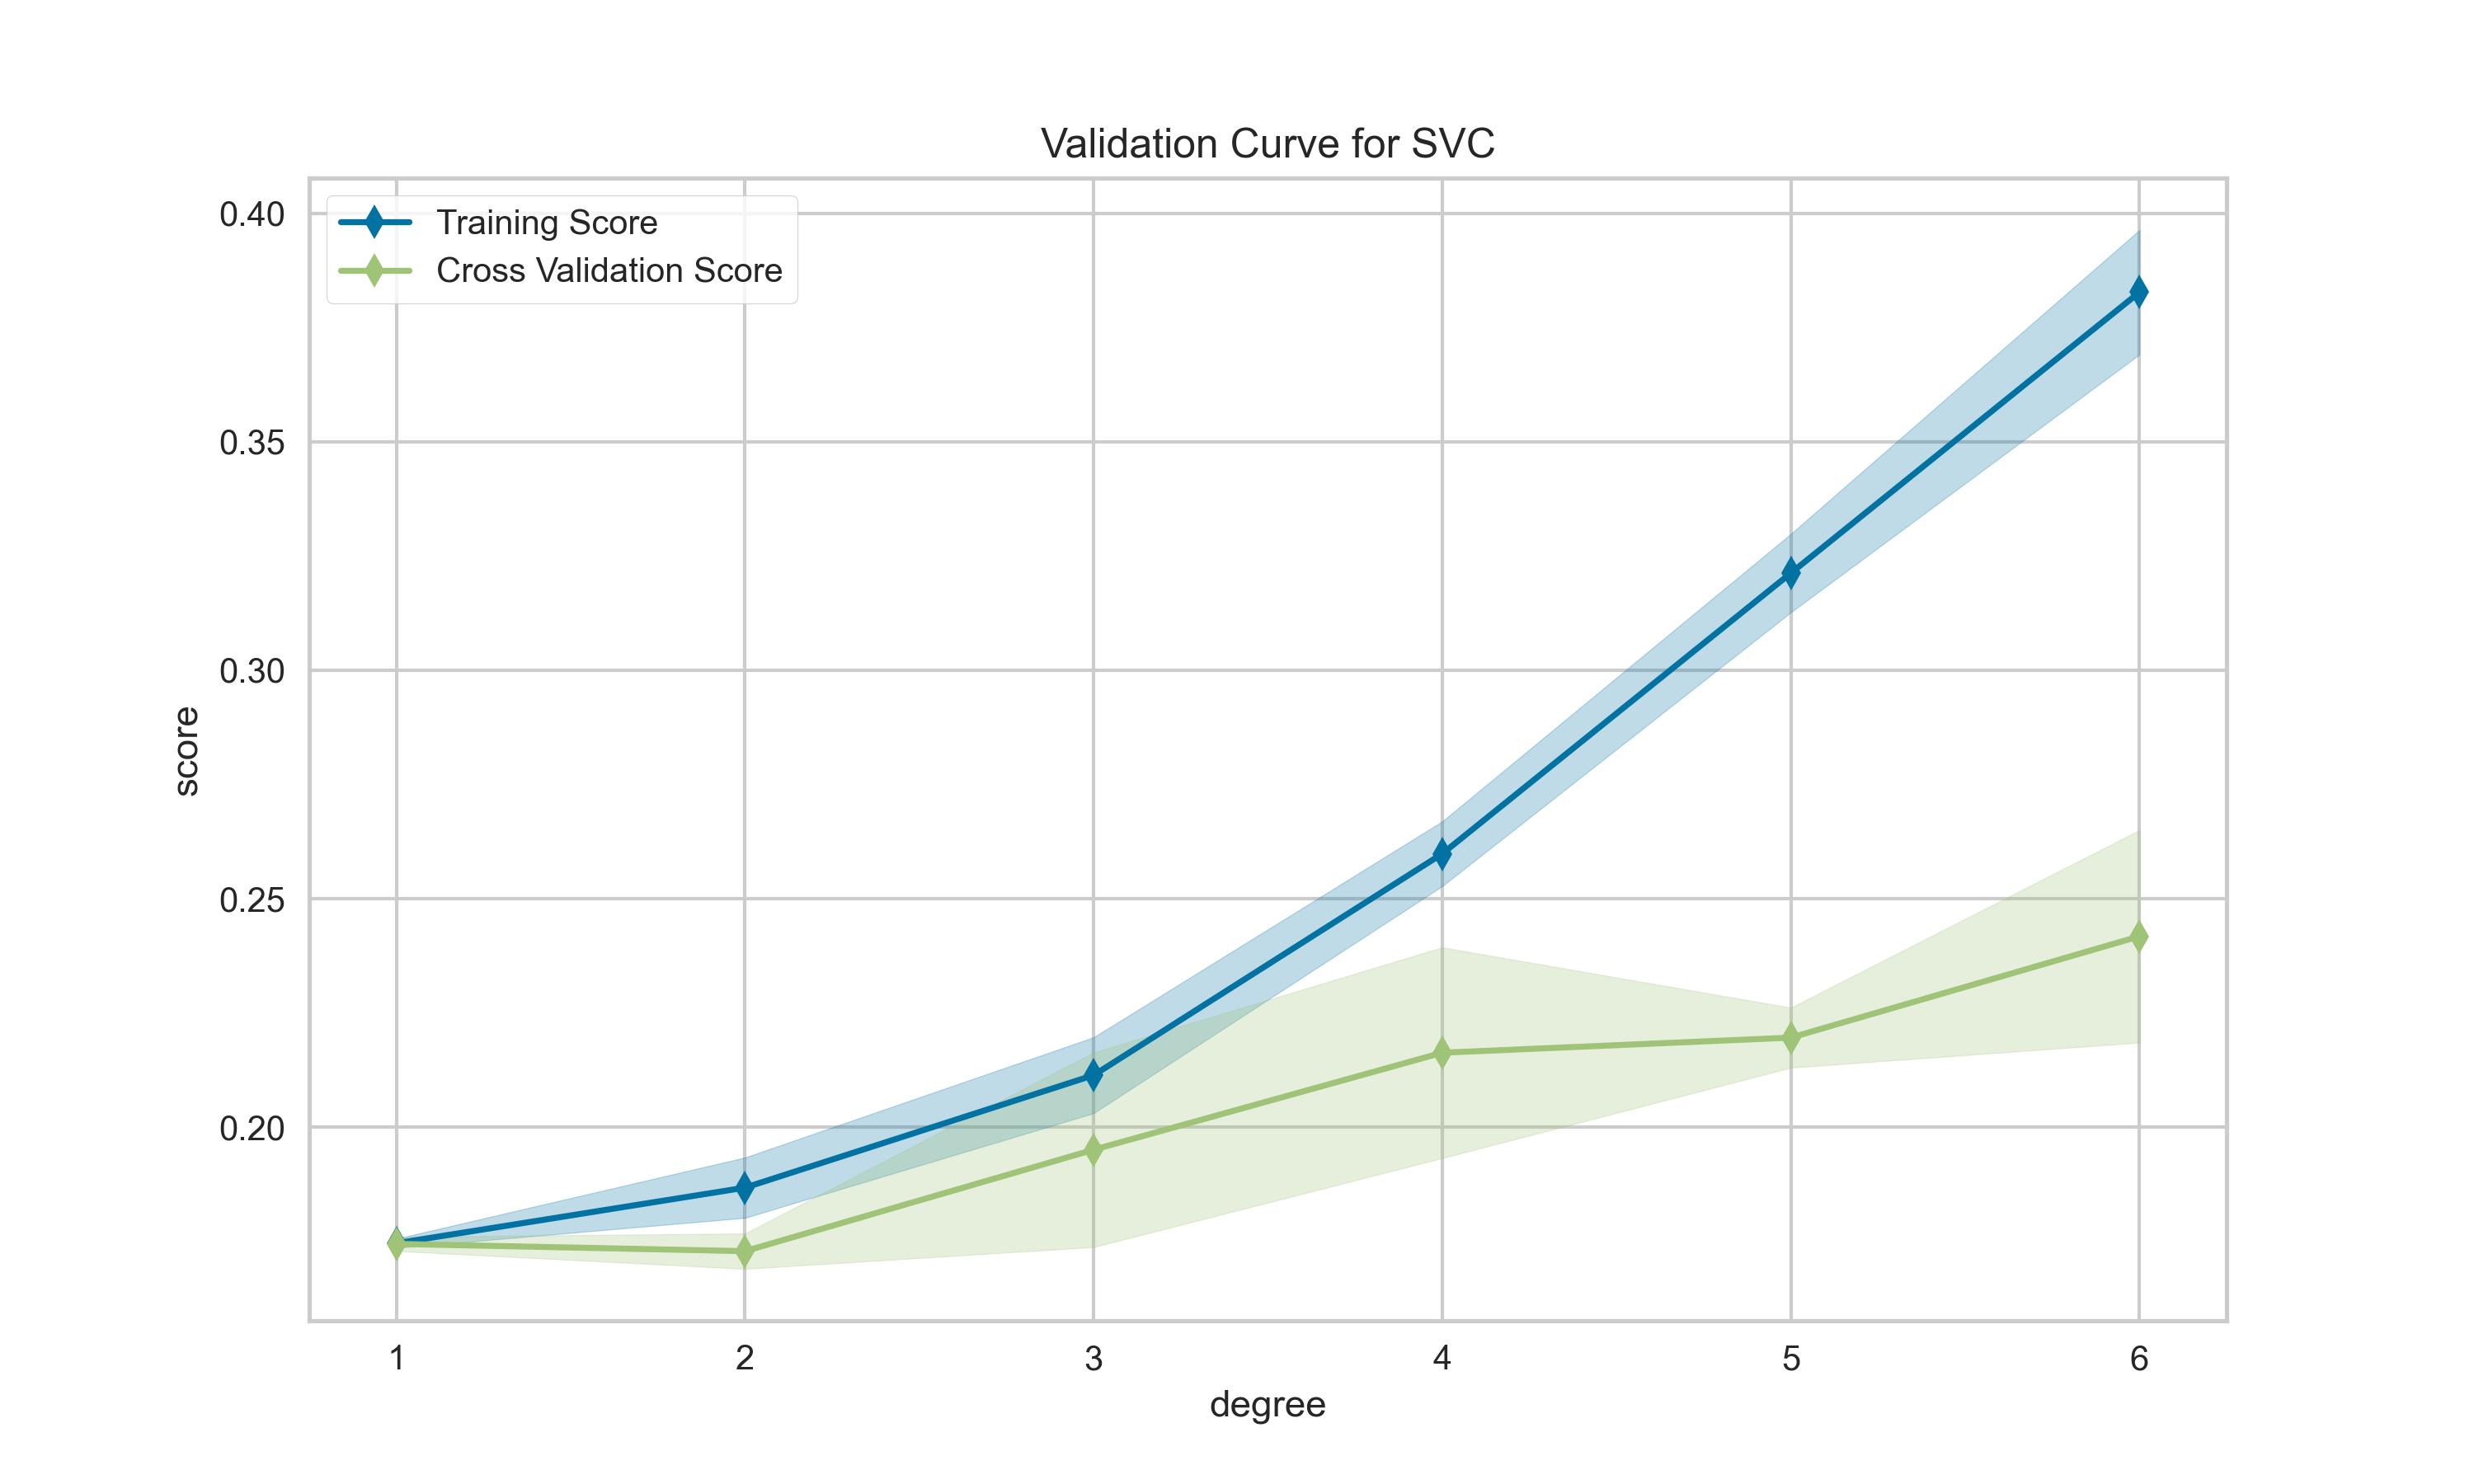 Validation Curve for SVC
Training Score
Cross Validation Score
0.40
0.35
0.30
0.25
0.20
score
1 2 3 4 5 6
degree